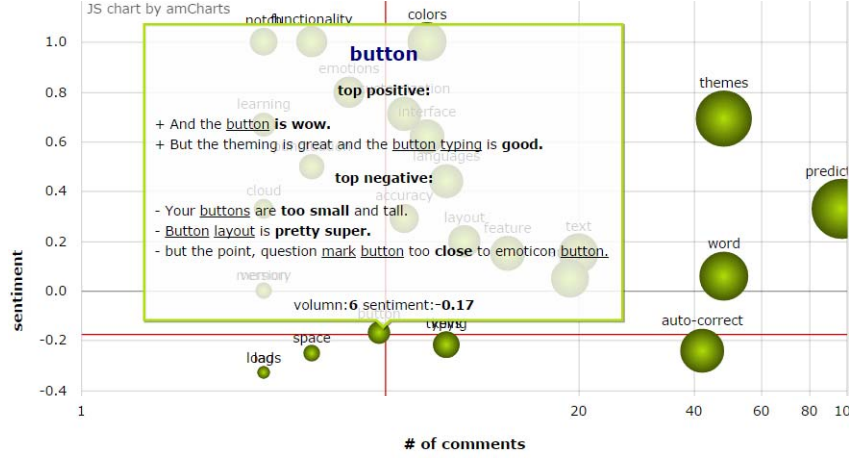 JS chart by amCharts
functionality
colors
1.0
button
emotions
themes
0.8
top positive:
learning
interface
+ And the button is wow.
0.6
+ But the theming is great and the button typing is good.
languages
predict
top negative:
0.4
cloud
accuracy
- Your buttons are too small and tall.
layout
feature
text
- Button layout is pretty super.
0.2
word
- but the point, question mark button too close to emoticon button.
sentiment
0.0
volumn:6 sentiment:-0.17
button
auto-correct
space
-0.2
-0.4
1
20
40
60
80
10
# of comments